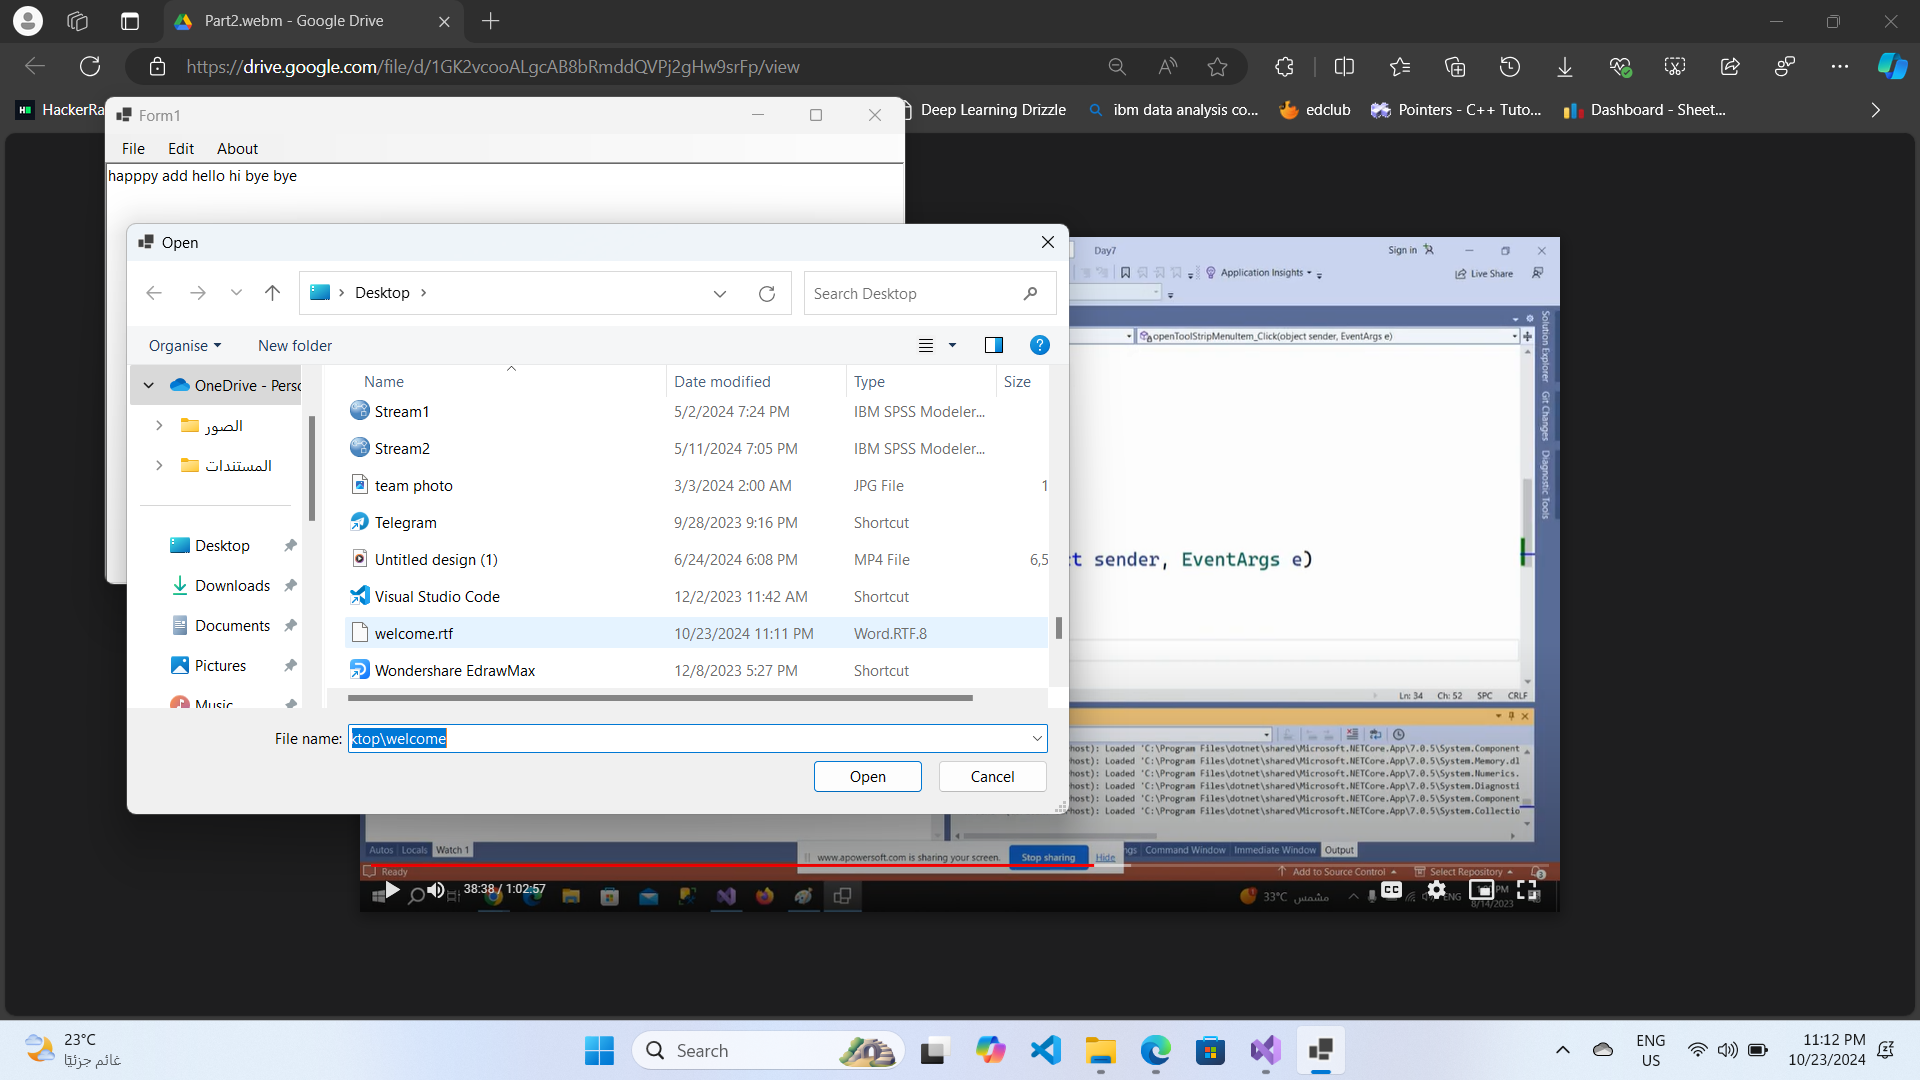 Part2.webm - Google Drive
https://drive.google.com/file/d/1GK2vcooALgcAB8bRmddQVPj2gHw9srFp/view
HackerRa
Deep Learning Drizzle
ibm data analysis co...
edclub
Pointers - C++ Tuto...
Dashboard - Sheet...
Form1
File Edit About
happpy add hello hi bye bye
Open
Desktop
Search Desktop
Organise
New folder
OneDrive - Perso
الصور
المستندات
Desktop
Downloads
Documents
Pictures
Music
Name Date modified Type Size
Stream1 5/2/2024 7:24 PM IBM SPSS Modeler...
Stream2 5/11/2024 7:05 PM IBM SPSS Modeler...
team photo 3/3/2024 2:00 AM JPG File 1
Telegram 9/28/2023 9:16 PM Shortcut
Untitled design (1) 6/24/2024 6:08 PM MP4 File 6,5
Visual Studio Code 12/2/2023 11:42 AM Shortcut
welcome.rtf 10/23/2024 11:11 PM Word.RTF.8
Wondershare EdrawMax 12/8/2023 5:27 PM Shortcut
File name: ktop\welcome
Open Cancel
Day7
Sign in
Application Insights
Live Share
openToolStripMenuItem_Click(object sender, EventArgs e)
Solution Explorer
Git Changes
Diagnostic Tools
ct sender, EventArgs e)
Ln: 34 Ch: 52 SPC CRLF
host): Loaded 'C:\Program Files\dotnet\shared\Microsoft.NETCore.App\7.0.5\System.Component
host): Loaded 'C:\Program Files\dotnet\shared\Microsoft.NETCore.App\7.0.5\System.Memory.dl
host): Loaded 'C:\Program Files\dotnet\shared\Microsoft.NETCore.App\7.0.5\System.Numerics.
host): Loaded 'C:\Program Files\dotnet\shared\Microsoft.NETCore.App\7.0.5\System.Diagnosti
host): Loaded 'C:\Program Files\dotnet\shared\Microsoft.NETCore.App\7.0.5\System.Component
host): Loaded 'C:\Program Files\dotnet\shared\Microsoft.NETCore.App\7.0.5\System.Collectio
Autos Locals Watch 1
www.apowersoft.com is sharing your screen. Stop sharing Hide
ngs Command Window Immediate Window Output
Ready
Add to Source Control
Select Repository
38:38 / 1:02:57
33°C مشمس
ENG
PM
8/14/2023
CC
23°C
غائم جزئيًا
Search
ENG
US
11:12 PM
10/23/2024